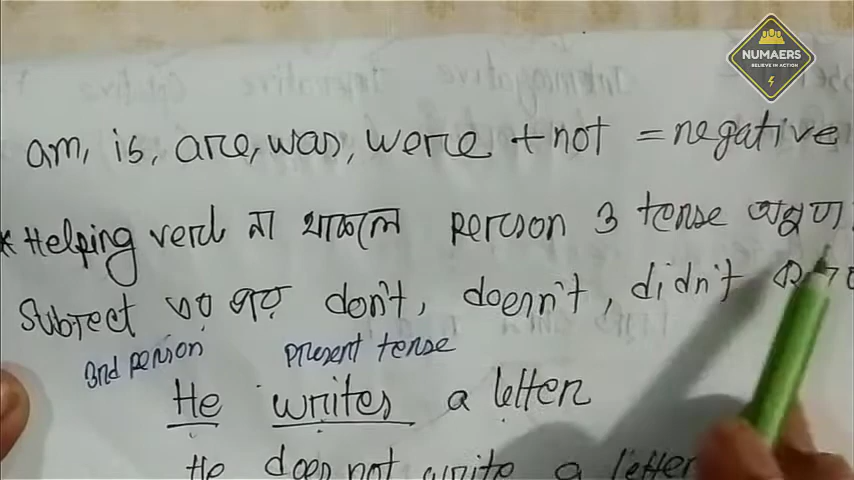 NUMAERS
BELIEVE IN ACTION
am, is, are, was, were + not = negative
* Helping verb না থাকলে person ও tense অনুযায়ী
Subject এর পর don't, doesn't, didn't
3rd person present tense
He writes a letter
He does not write a letter